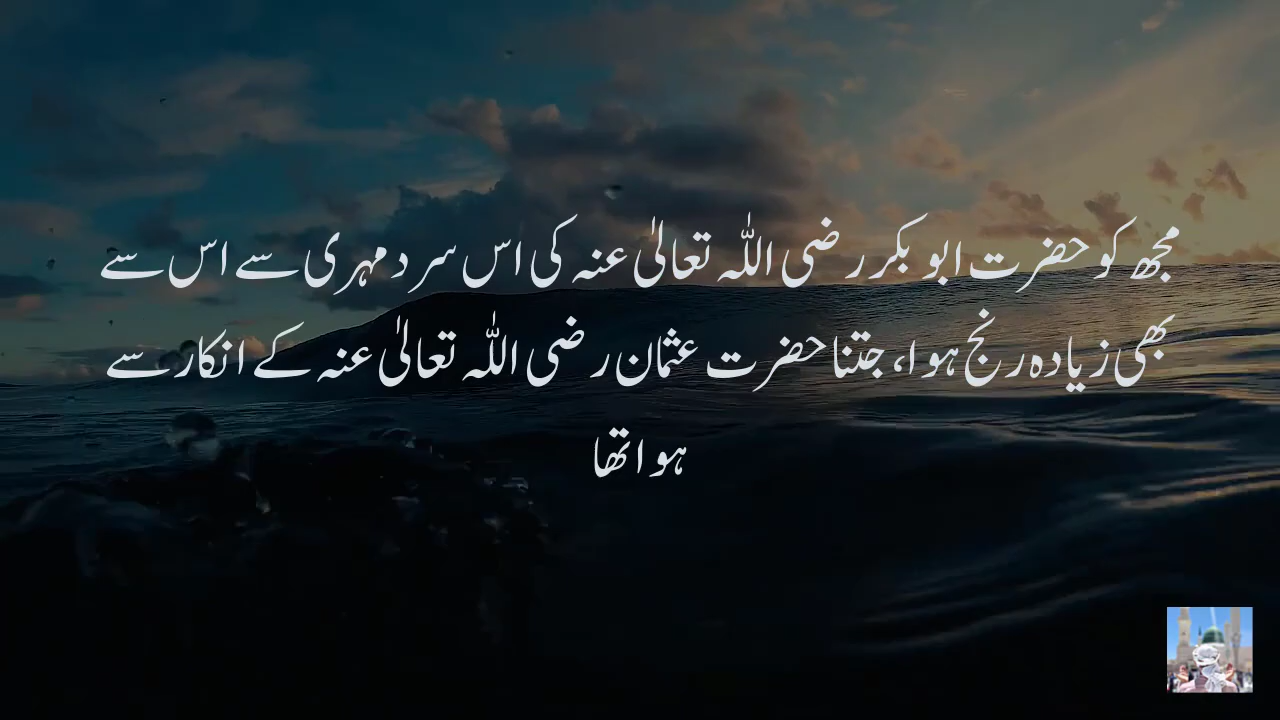 مجھ کو حضرت ابو بکر رضی اللہ تعالیٰ عنہ کی اس سرد مہری سے اس سے
بھی زیادہ رنج ہوا، جتنا حضرت عثمان رضی اللہ تعالیٰ عنہ کے انکار سے
ہوا تھا